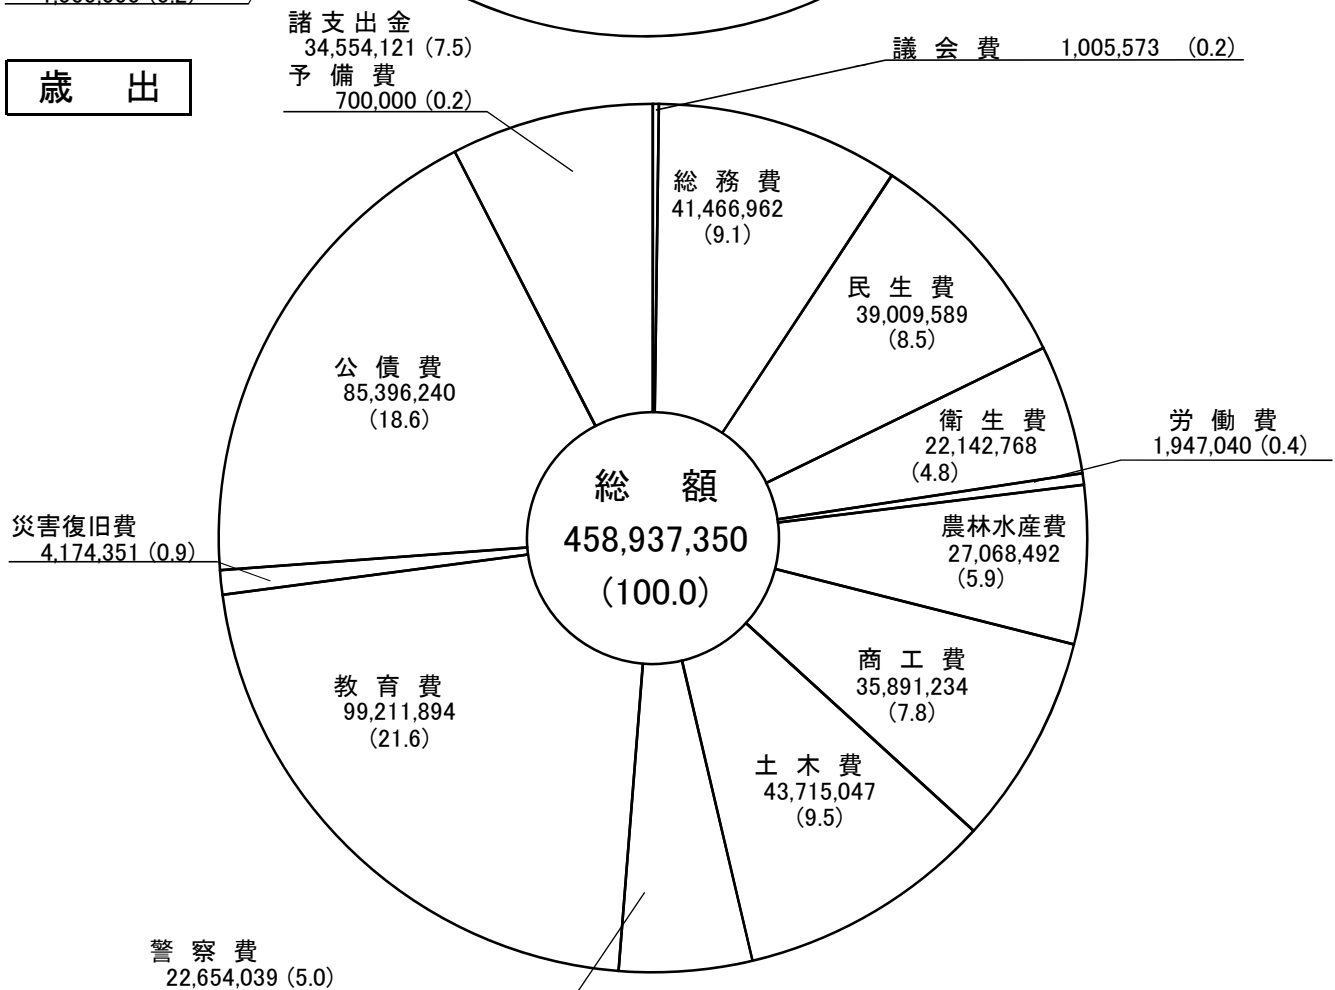 諸支出金
34,554,121 (7.5)
予備費
700,000 (0.2)
議会費 1,005,573 (0.2)
歳出
総務費
41,466,962
(9.1)
民生費
39,009,589
(8.5)
衛生費
22,142,768
(4.8)
労働費
1,947,040 (0.4)
農林水産費
27,068,492
(5.9)
商工費
35,891,234
(7.8)
土木費
43,715,047
(9.5)
警察費
22,654,039 (5.0)
教育費
99,211,894
(21.6)
災害復旧費
4,174,351 (0.9)
公債費
85,396,240
(18.6)
総額
458,937,350
(100.0)